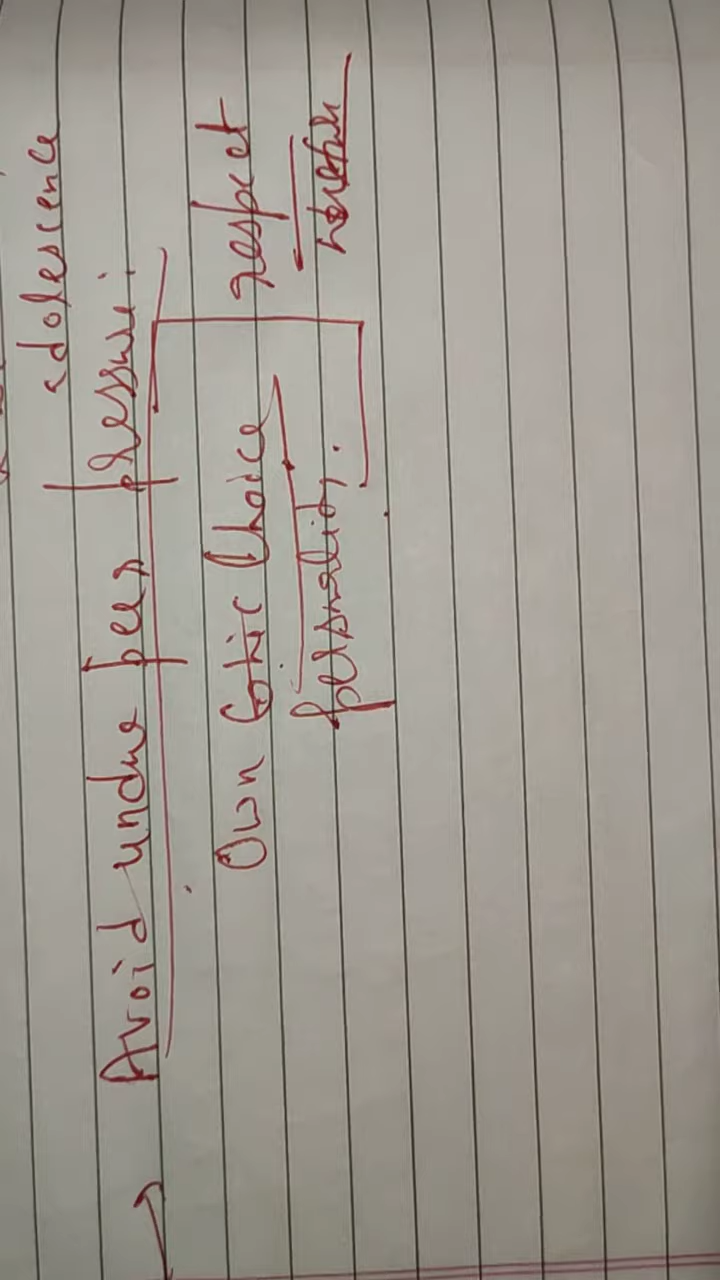 adolescence
Avoid undue peer pressure:
Own Choice respect
personality.